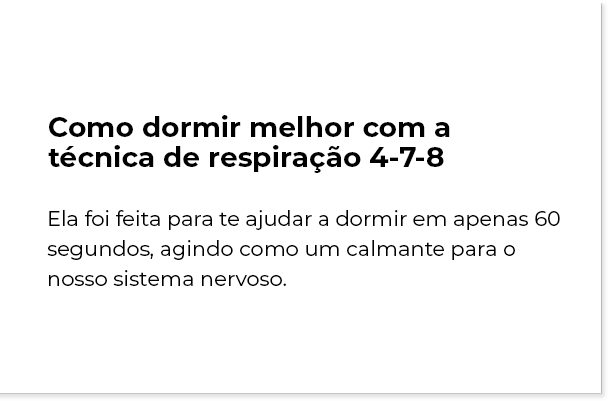 Como dormir melhor com a
técnica de respiração 4-7-8
Ela foi feita para te ajudar a dormir em apenas 60
segundos, agindo como um calmante para o
nosso sistema nervoso.